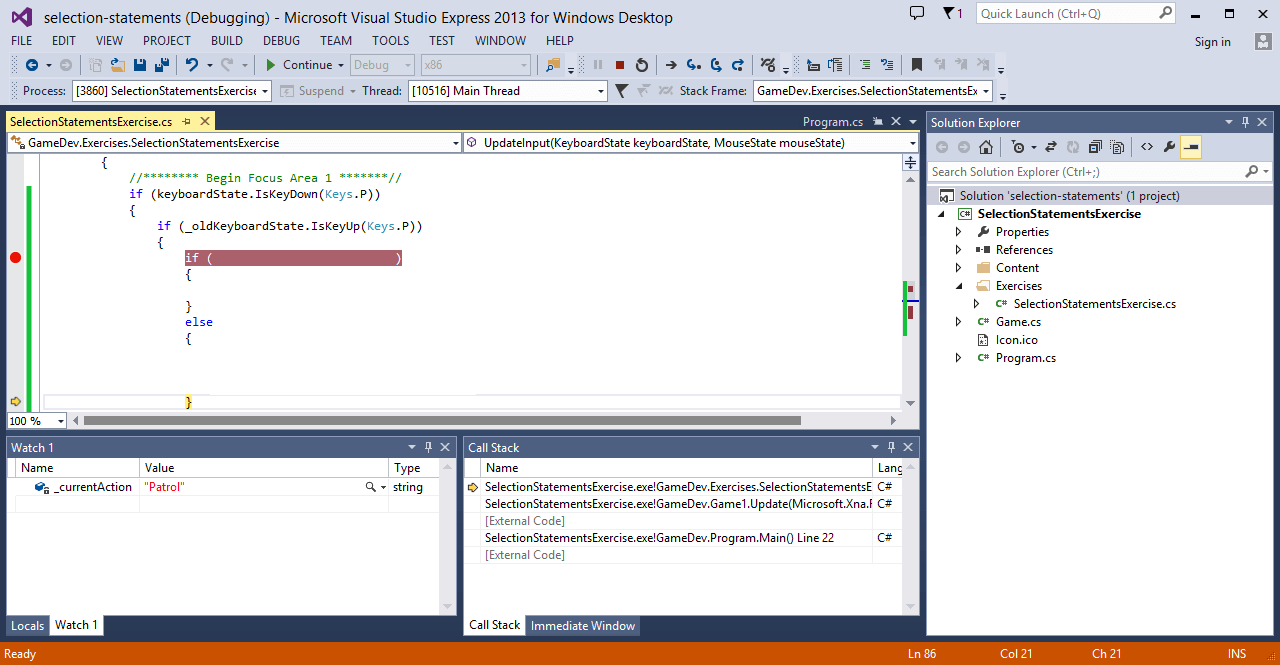 selection-statements (Debugging) - Microsoft Visual Studio Express 2013 for Windows Desktop
1
Quick Launch (Ctrl+Q)
FILE EDIT VIEW PROJECT BUILD DEBUG TEAM TOOLS TEST WINDOW HELP
Sign in
Continue Debug x86
Process: [3860] SelectionStatementsExercise Suspend Thread: [10516] Main Thread Stack Frame: GameDev.Exercises.SelectionStatementsEx
SelectionStatementsExercise.cs
Program.cs
GameDev.Exercises.SelectionStatementsExercise
UpdateInput(KeyboardState keyboardState, MouseState mouseState)
{
//******** Begin Focus Area 1 *******//
if (keyboardState.IsKeyDown(Keys.P))
{
if (_oldKeyboardState.IsKeyUp(Keys.P))
{
if ( )
{
}
else
{
}
100 %
Watch 1
Name Value Type
_currentAction "Patrol" string
Locals Watch 1
Call Stack
Name Lang
SelectionStatementsExercise.exe!GameDev.Exercises.SelectionStatementsE C#
SelectionStatementsExercise.exe!GameDev.Game1.Update(Microsoft.Xna.F C#
[External Code]
SelectionStatementsExercise.exe!GameDev.Program.Main() Line 22 C#
[External Code]
Call Stack Immediate Window
Solution Explorer
Search Solution Explorer (Ctrl+;)
Solution 'selection-statements' (1 project)
C# SelectionStatementsExercise
Properties
References
Content
Exercises
C# SelectionStatementsExercise.cs
C# Game.cs
Icon.ico
C# Program.cs
Ready Ln 86 Col 21 Ch 21 INS